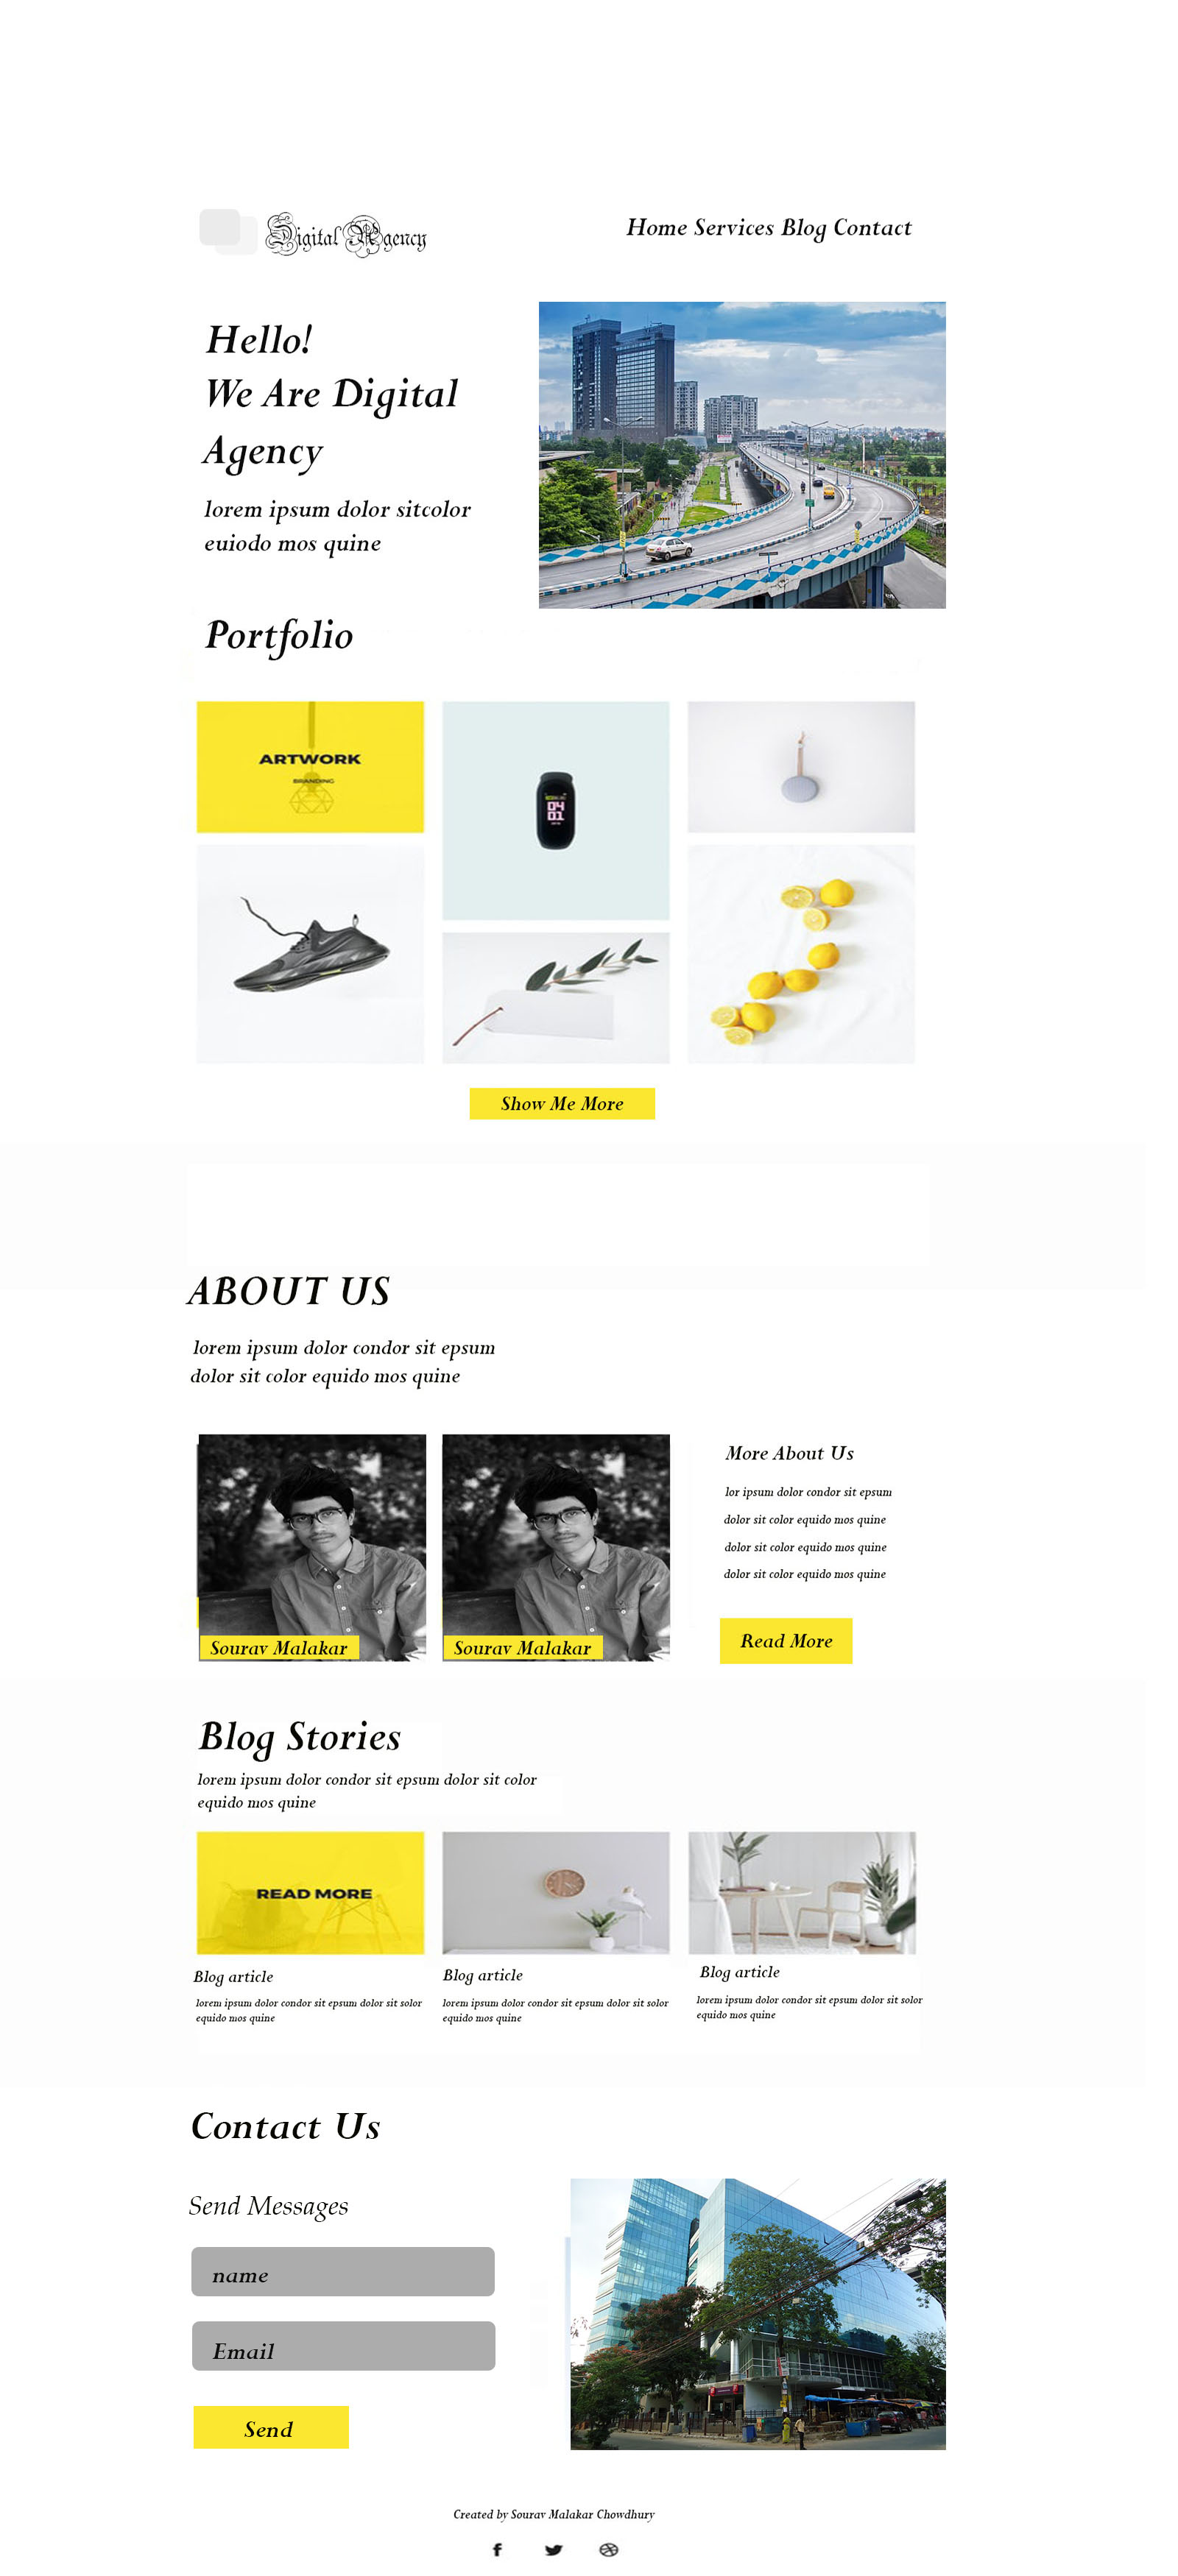 Digital Agency
Home Services Blog Contact
Hello!
We Are Digital
Agency
lorem ipsum dolor sitcolor
euiodo mos quine
Portfolio
ARTWORK
BRANDING
04
01
Show Me More
ABOUT US
lorem ipsum dolor condor sit epsum
dolor sit color equido mos quine
Sourav Malakar
Sourav Malakar
More About Us
lor ipsum dolor condor sit epsum
dolor sit color equido mos quine
dolor sit color equido mos quine
dolor sit color equido mos quine
Read More
Blog Stories
lorem ipsum dolor condor sit epsum dolor sit color
equido mos quine
READ MORE
Blog article
lorem ipsum dolor condor sit epsum dolor sit solor
equido mos quine
Blog article
lorem ipsum dolor condor sit epsum dolor sit solor
equido mos quine
Blog article
lorem ipsum dolor condor sit epsum dolor sit solor
equido mos quine
Contact Us
Send Messages
name
Email
Send
Created by Sourav Malakar Chowdhury